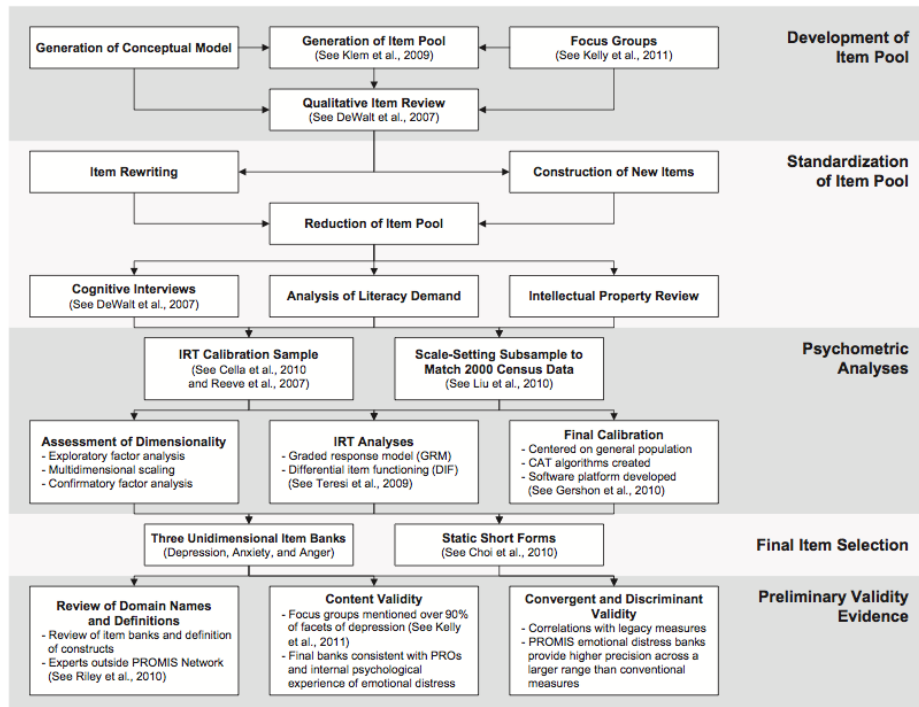 Development of
Item Pool
Generation of Conceptual Model
Generation of Item Pool
(See Klem et al., 2009)
Focus Groups
(See Kelly et al., 2011)
Qualitative Item Review
(See DeWalt et al., 2007)
Standardization
of Item Pool
Item Rewriting
Construction of New Items
Reduction of Item Pool
Cognitive Interviews
(See DeWalt et al., 2007)
Analysis of Literacy Demand
Intellectual Property Review
Psychometric
Analyses
IRT Calibration Sample
(See Cella et al., 2010
and Reeve et al., 2007)
Scale-Setting Subsample to
Match 2000 Census Data
(See Liu et al., 2010)
Assessment of Dimensionality
- Exploratory factor analysis
- Multidimensional scaling
- Confirmatory factor analysis
IRT Analyses
- Graded response model (GRM)
- Differential item functioning (DIF)
(See Teresi et al., 2009)
Final Calibration
- Centered on general population
- CAT algorithms created
- Software platform developed
(See Gershon et al., 2010)
Final Item Selection
Three Unidimensional Item Banks
(Depression, Anxiety, and Anger)
Static Short Forms
(See Choi et al., 2010)
Preliminary Validity
Evidence
Review of Domain Names
and Definitions
- Review of item banks and definition
of constructs
- Experts outside PROMIS Network
(See Riley et al., 2010)
Content Validity
- Focus groups mentioned over 90%
of facets of depression (See Kelly
et al., 2011)
- Final banks consistent with PROs
and internal psychological
experience of emotional distress
Convergent and Discriminant
Validity
- Correlations with legacy measures
- PROMIS emotional distress banks
provide higher precision across a
larger range than conventional
measures